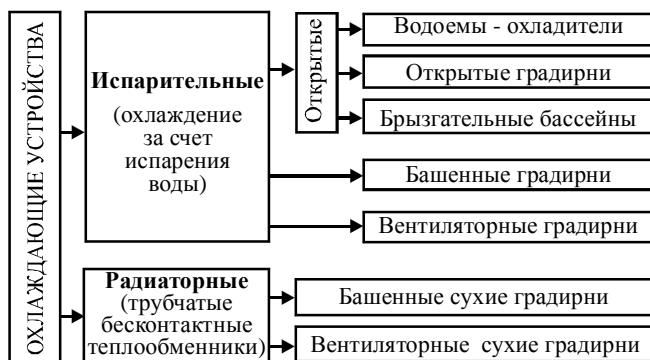 ОХЛАЖДАЮЩИЕ УСТРОЙСТВА
Испарительные
(охлаждение
за счет
испарения
воды)
Открытые
Водоемы - охладители
Открытые градирни
Брызгательные бассейны
Башенные градирни
Вентиляторные градирни
Радиаторные
(трубчатые
бесконтактные
теплообменники)
Башенные сухие градирни
Вентиляторные сухие градирни